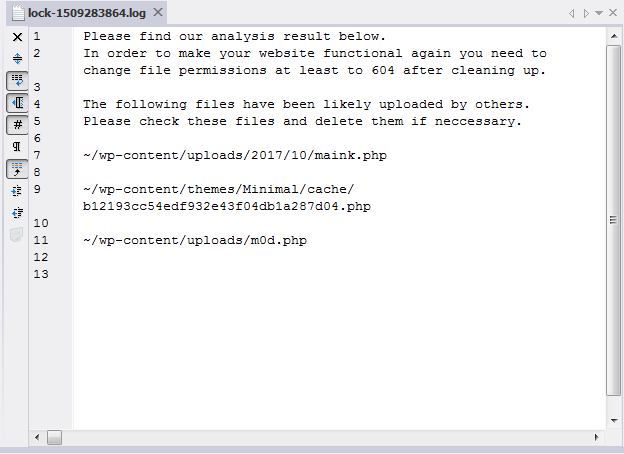 lock-1509283864.log
1 Please find our analysis result below.
2 In order to make your website functional again you need to
change file permissions at least to 604 after cleaning up.
3
4 The following files have been likely uploaded by others.
5 Please check these files and delete them if neccessary.
6
7 ~/wp-content/uploads/2017/10/maink.php
8
9 ~/wp-content/themes/Minimal/cache/
b12193cc54edf932e43f04db1a287d04.php
10
11 ~/wp-content/uploads/m0d.php
12
13